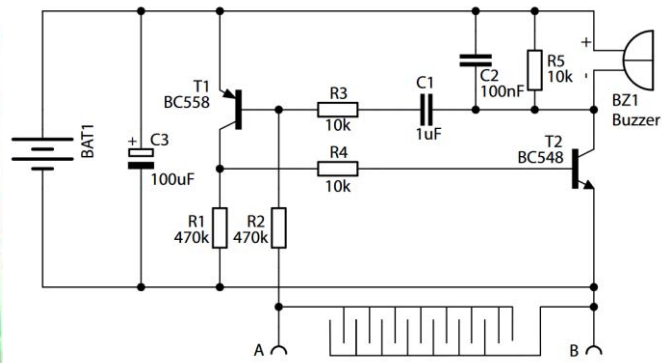 BAT1
+
C3
100uF
T1
BC558
R1
470k
R2
470k
R3
10k
R4
10k
C1
1uF
C2
100nF
R5
10k
+
-
BZ1
Buzzer
T2
BC548
A
B